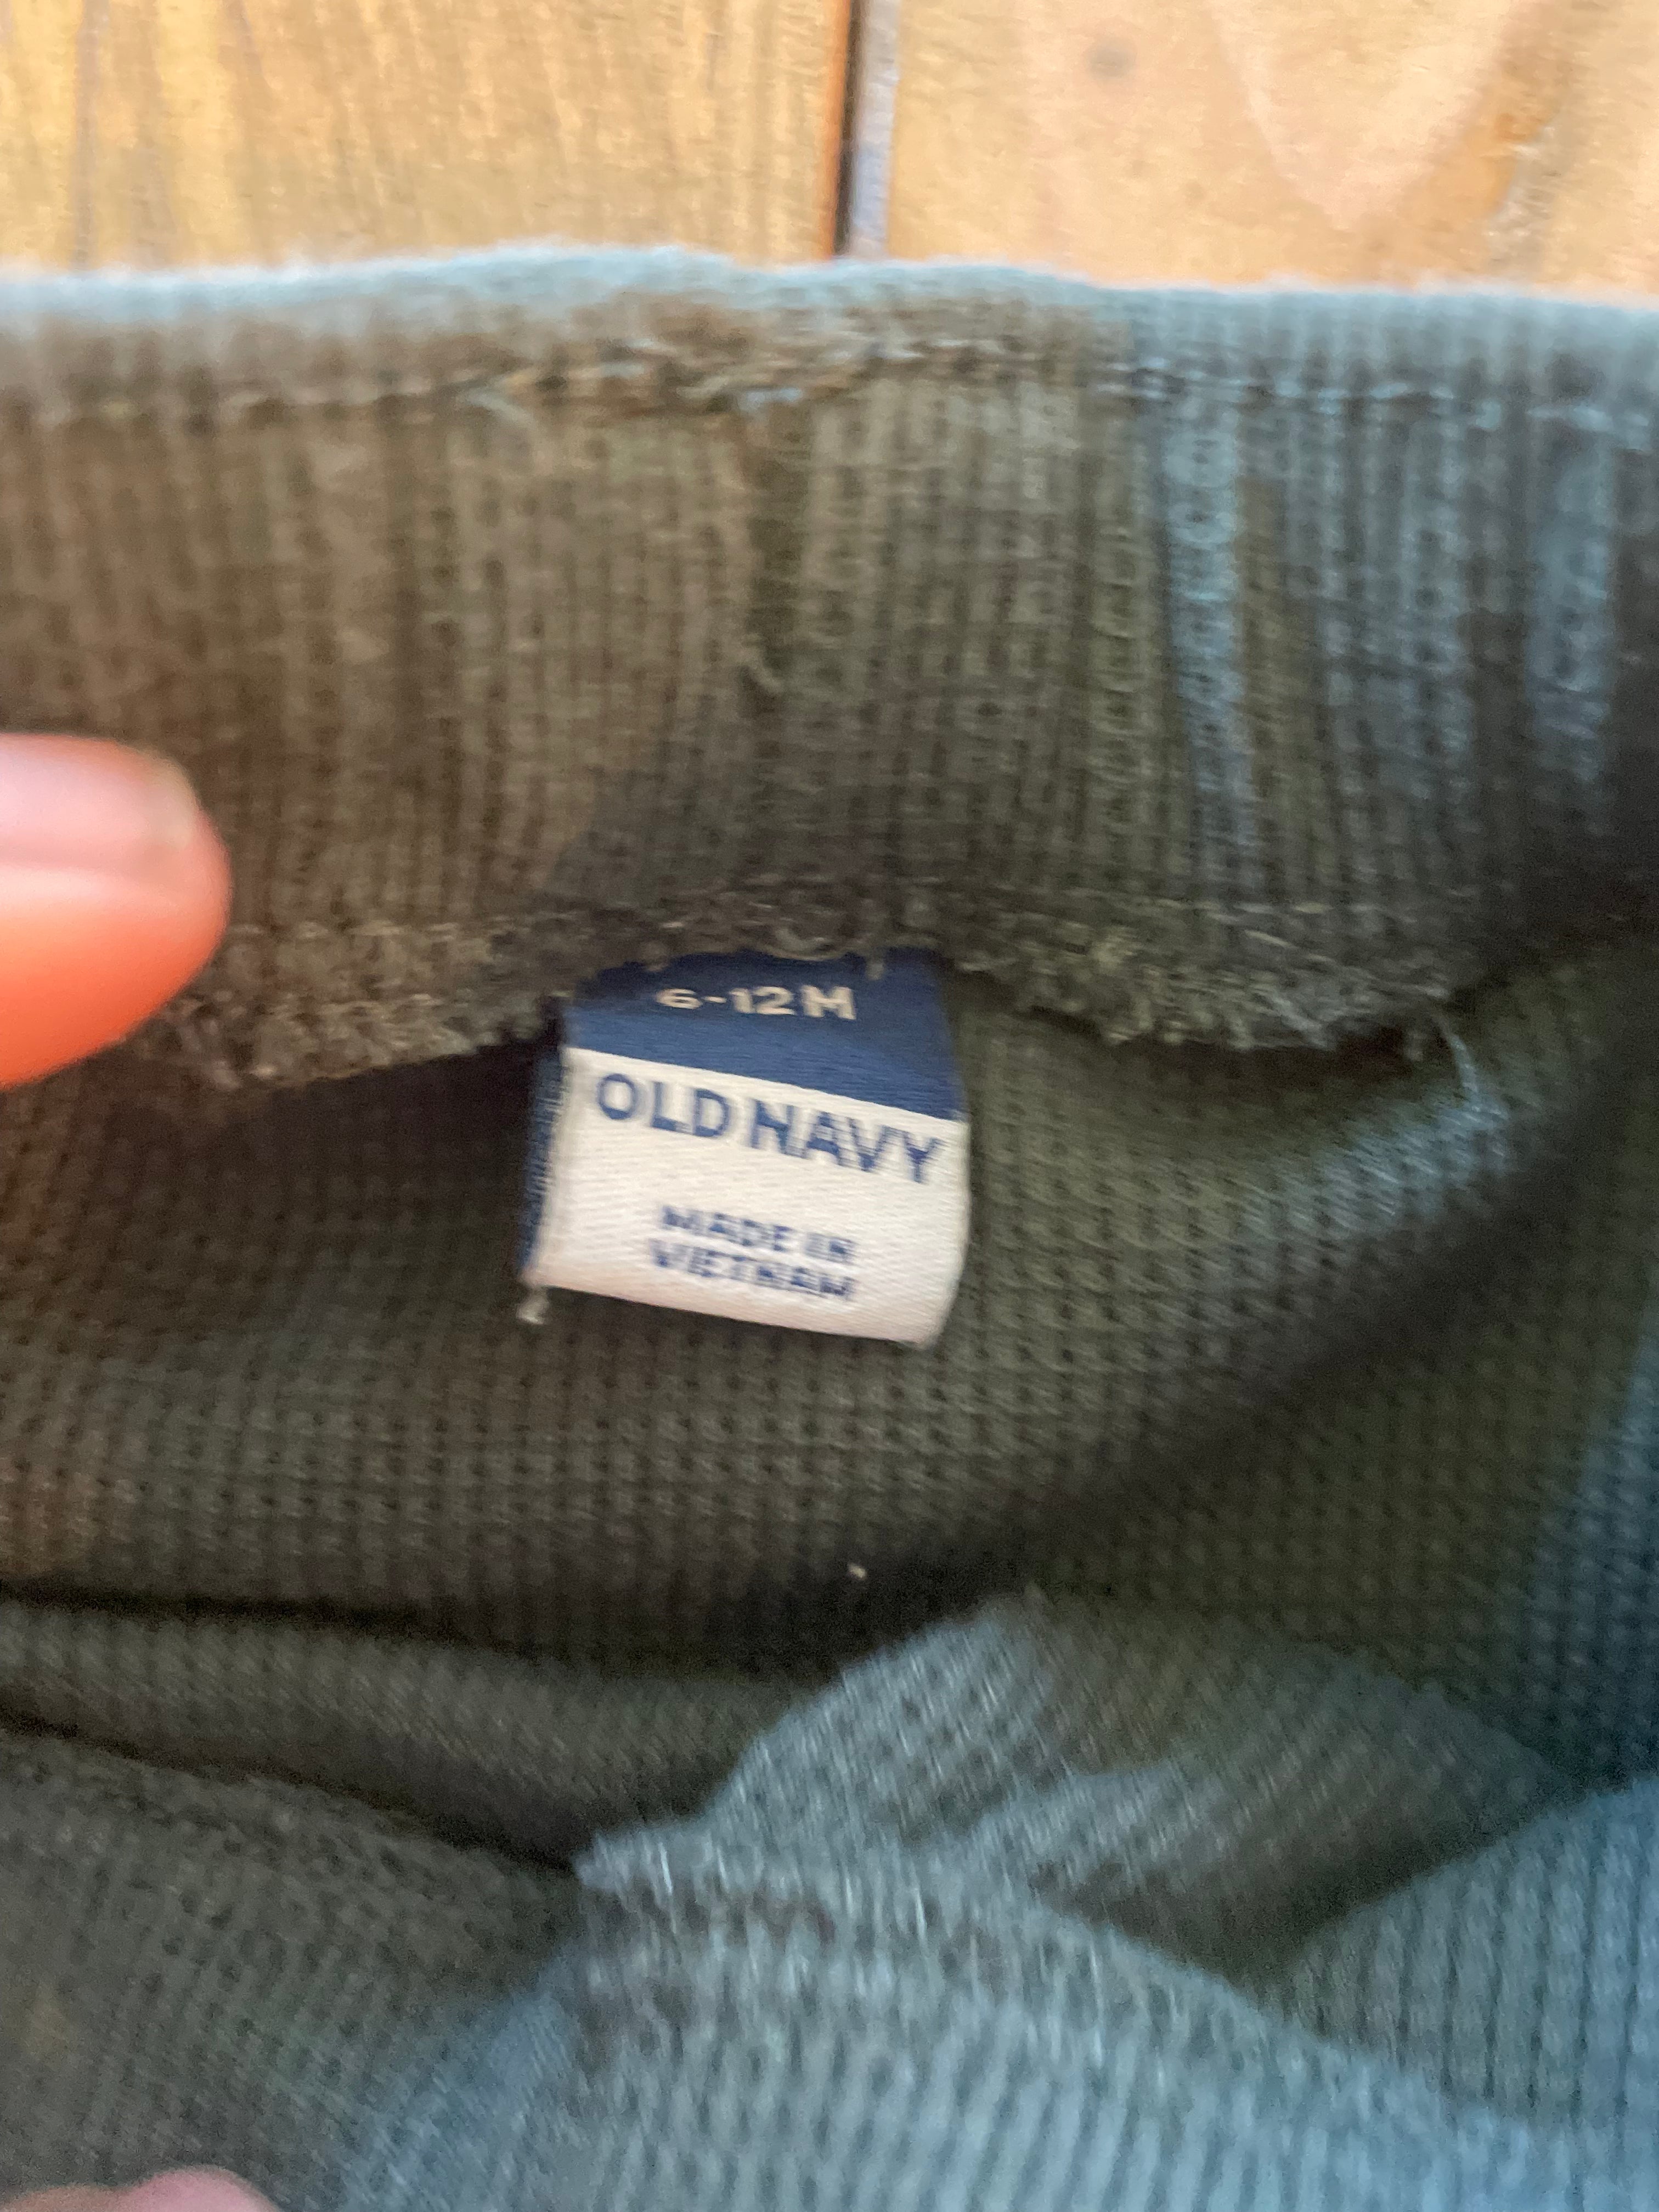 6-12M
OLD NAVY
MADE IN
VIETNAM